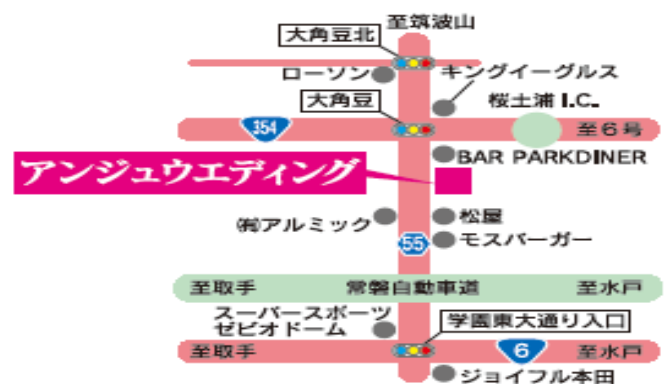 至筑波山
大角豆北
ローソン
キングイーグルス
大角豆
桜土浦 I.C.
354
至6号
BAR PARKDINER
アンジュウエディング
㈲アルミック
松屋
55
モスバーガー
至取手
常磐自動車道
至水戸
スーパースポーツ
ゼビオドーム
学園東大通り入口
至取手
6
至水戸
ジョイフル本田